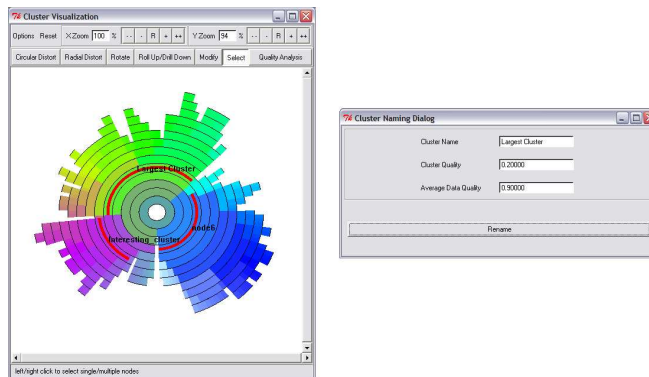 Cluster Visualization
Options Reset X Zoom 100 % -- - R + ++ Y Zoom 94 % -- - R + ++
Circular Distort Radial Distort Rotate Roll Up/Drill Down Modify Select Quality Analysis
Largest Cluster
node6
Interesting_cluster
left/right click to select single/multiple nodes
Cluster Naming Dialog
Cluster Name Largest Cluster
Cluster Quality 0.20000
Average Data Quality 0.90000
Rename